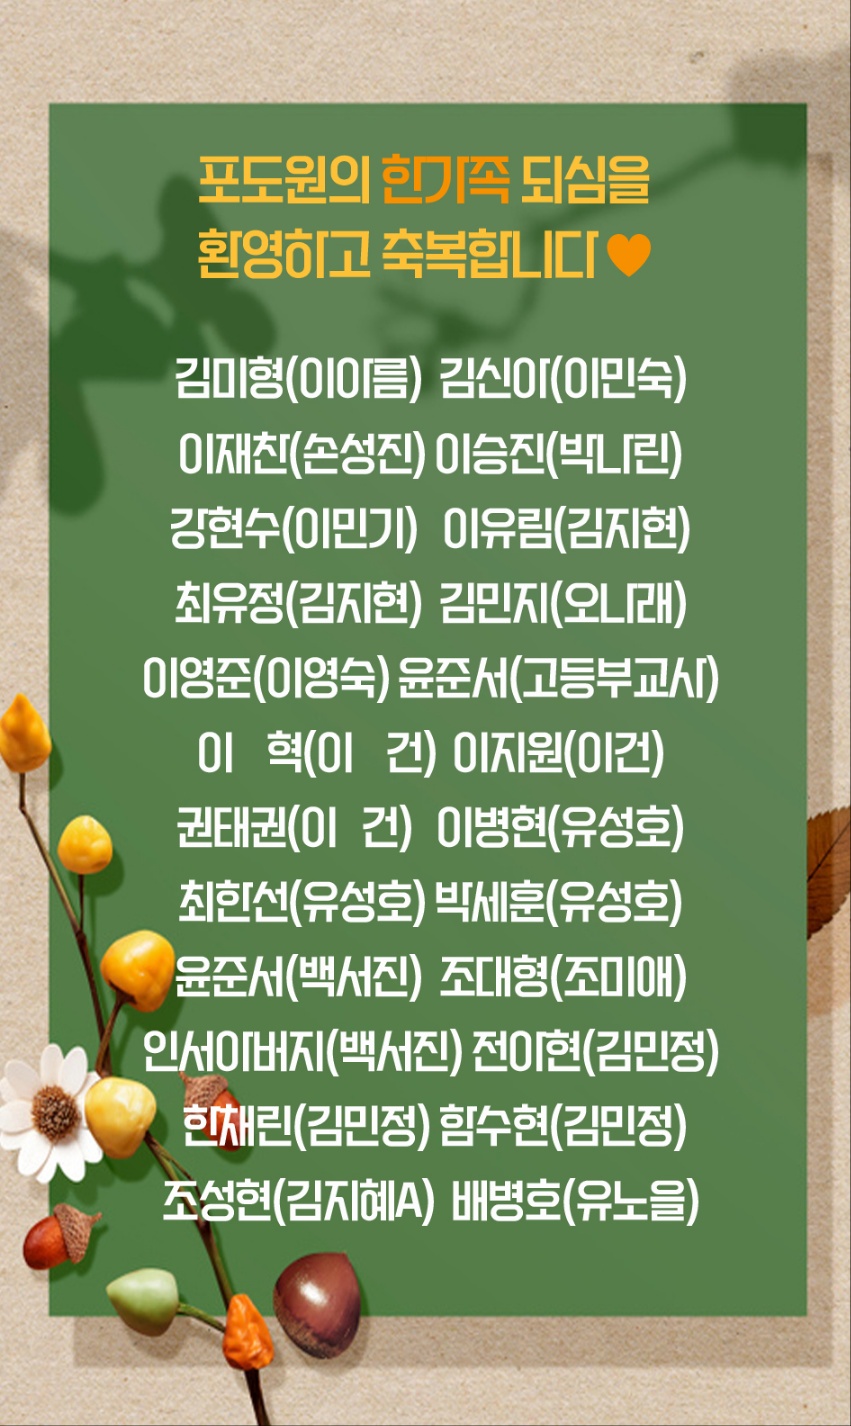 포도원의 한가족 되심을
환영하고 축복합니다 ♥
김미형(이아름) 김신아(이민숙)
이재찬(손성진) 이승진(박나린)
강현수(이민기) 이유림(김지현)
최유정(김지현) 김민지(오나래)
이영준(이영숙) 윤준서(고등부교사)
이 혁(이 건) 이지원(이건)
권태권(이 건) 이병현(유성호)
최한선(유성호) 박세훈(유성호)
윤준서(백서진) 조대형(조미애)
인서아버지(백서진) 전아현(김민정)
한채린(김민정) 함수현(김민정)
조성현(김지혜A) 배병호(유노을)